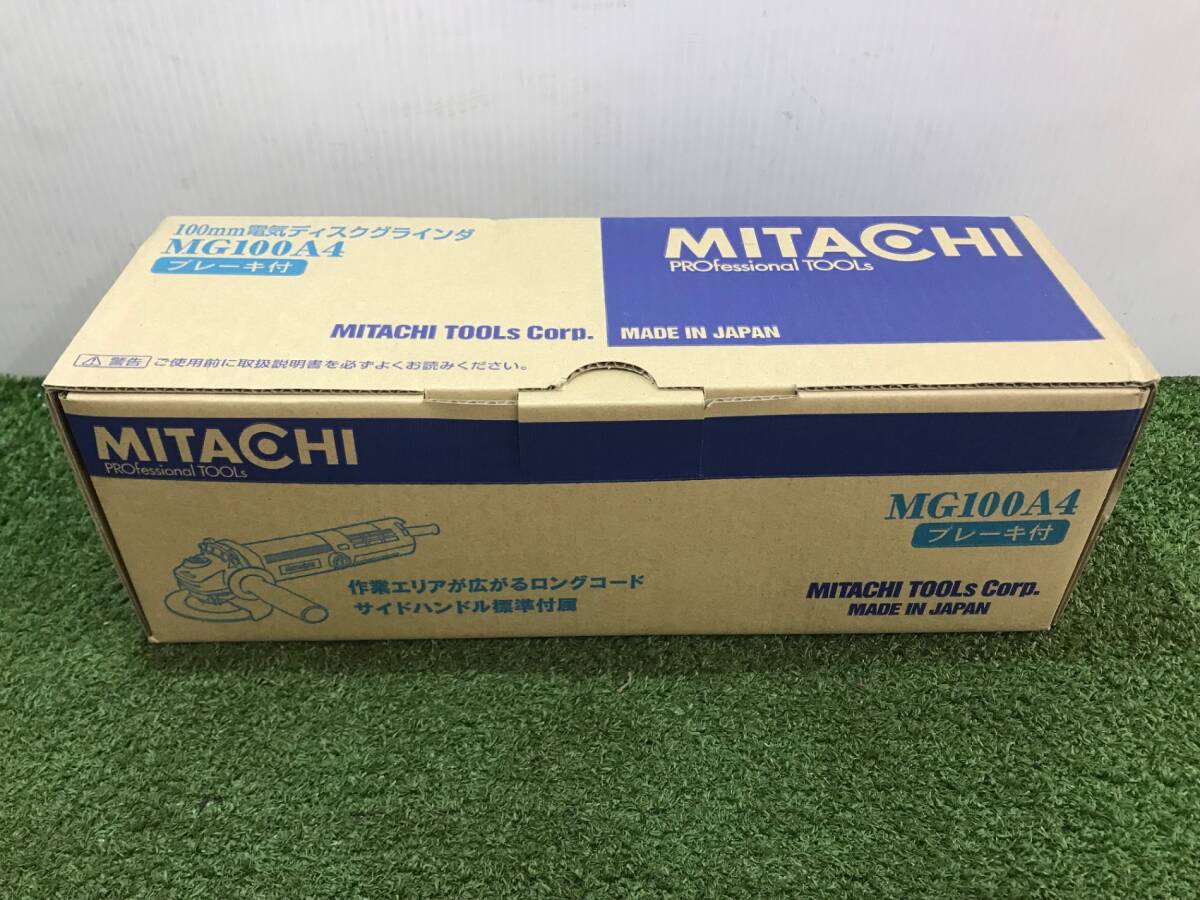 100mm電気ディスクグラインダ
MG100A4
ブレーキ付
MITACHI
PROfessional TOOLs
MITACHI TOOLs Corp.
MADE IN JAPAN
⚠警告 ご使用前に取扱説明書を必ずよくお読みください。
MITACHI
PROfessional TOOLs
MG100A4
ブレーキ付
作業エリアが広がるロングコード
サイドハンドル標準付属
MITACHI TOOLs Corp.
MADE IN JAPAN